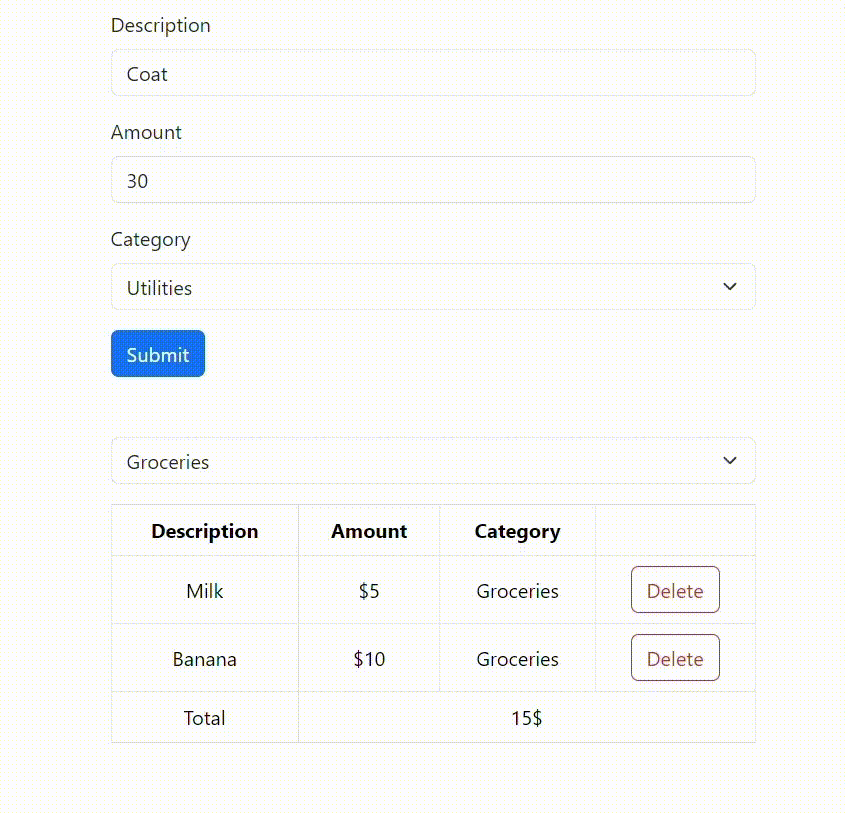 Description
Coat
Amount
30
Category
Utilities
Submit
Groceries
Description Amount Category
Milk $5 Groceries Delete
Banana $10 Groceries Delete
Total 15$